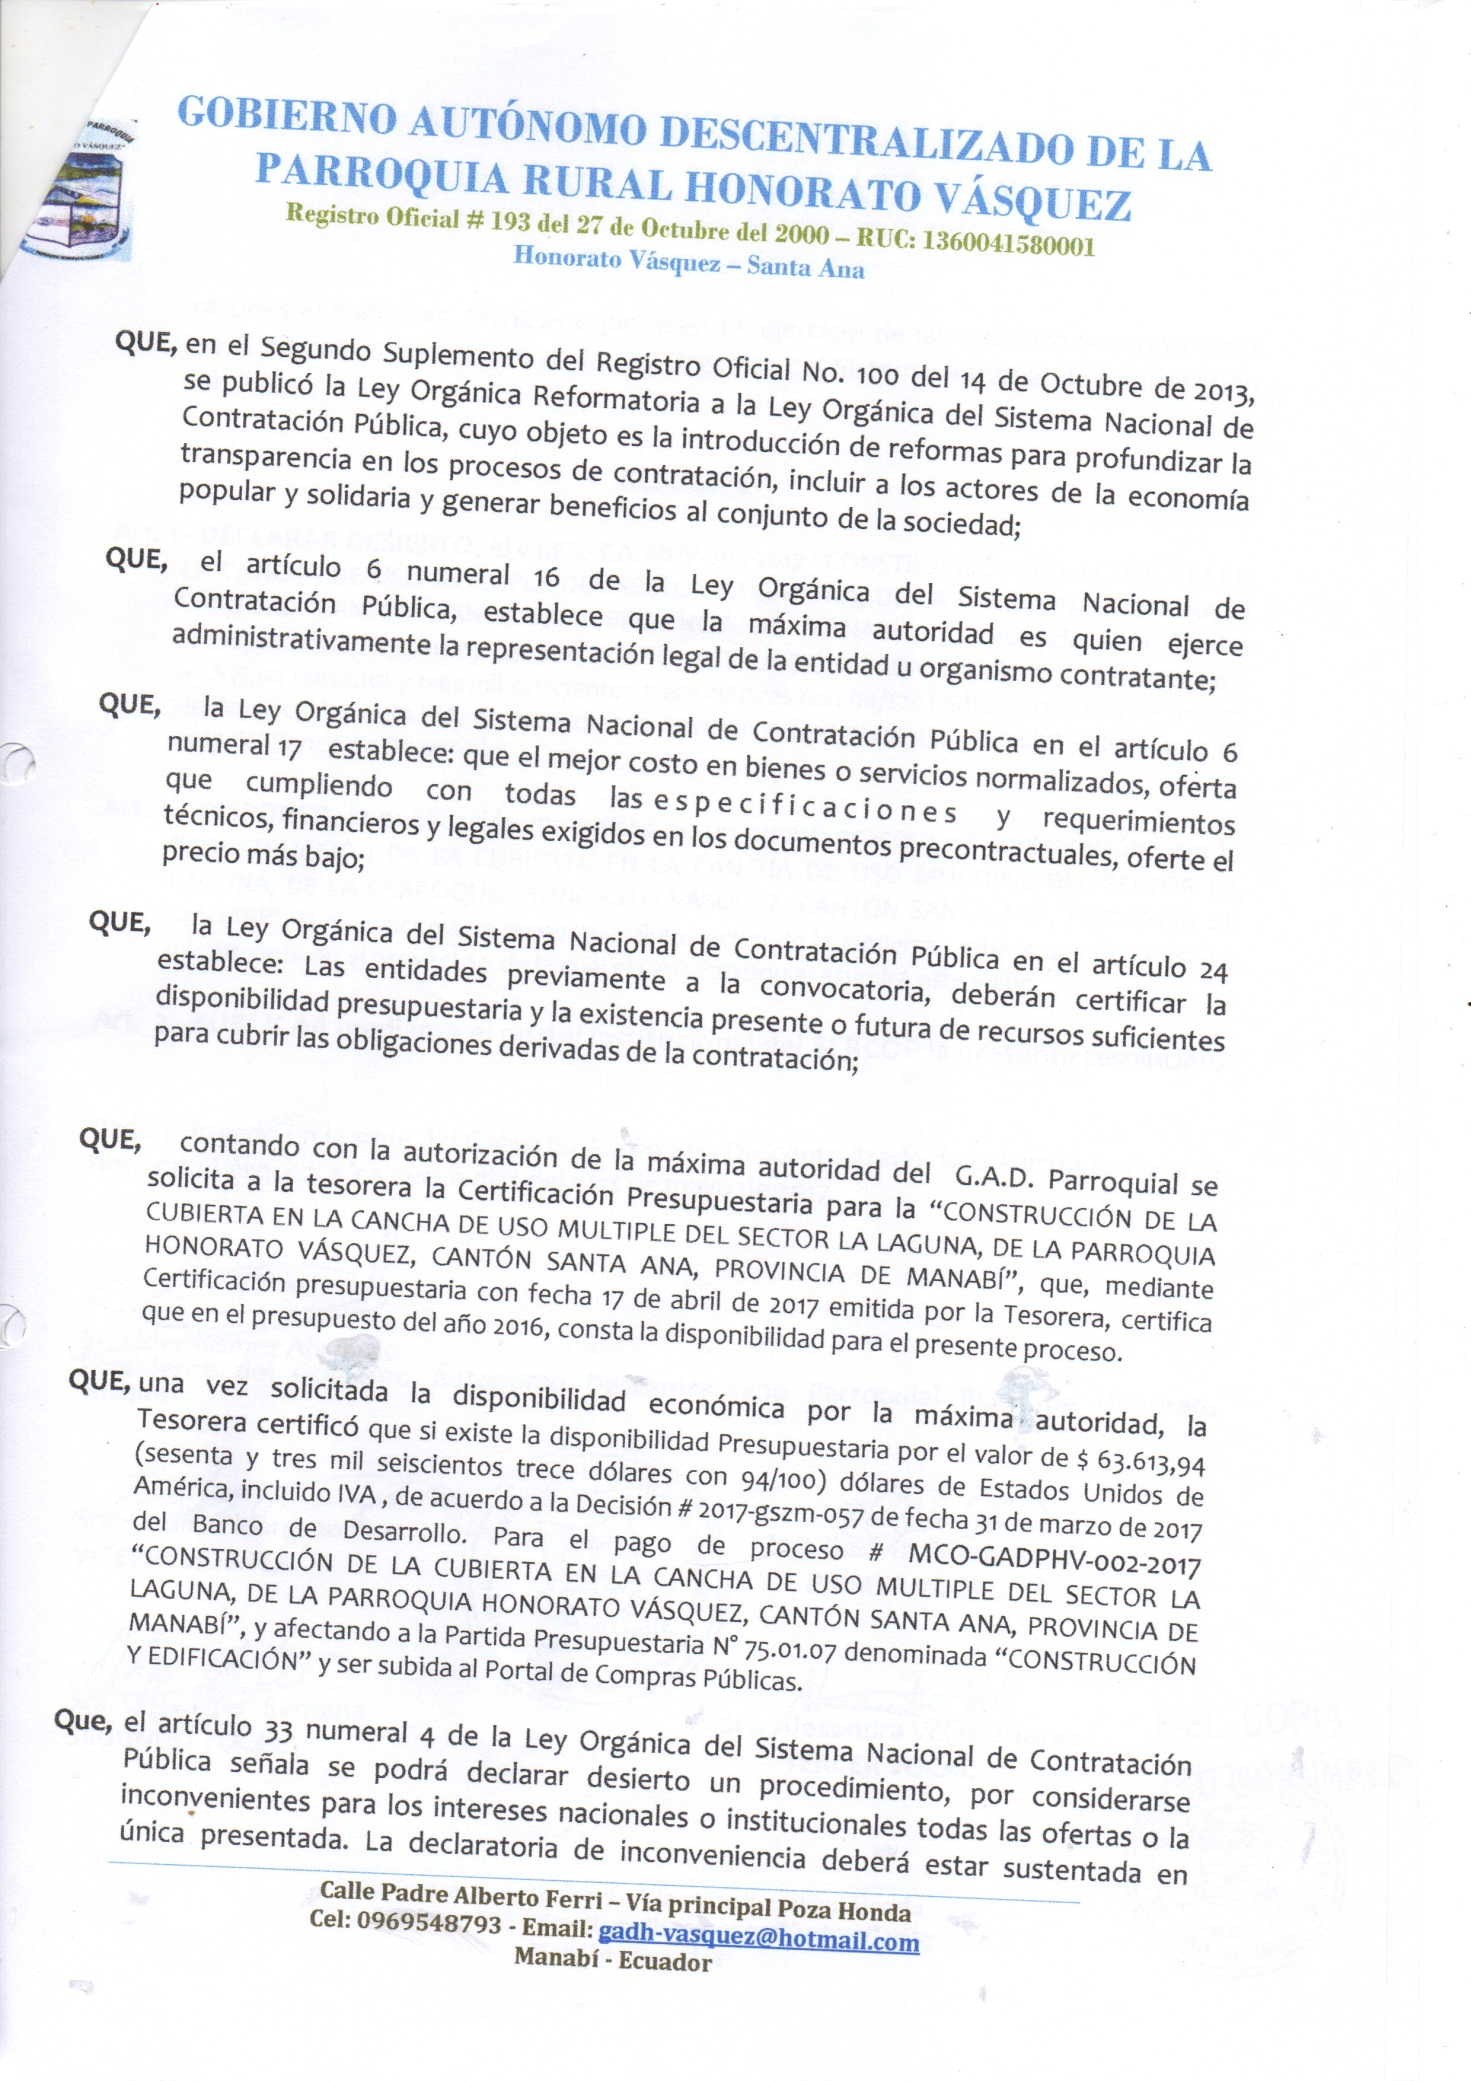 PARROQUIA
O VÁSQUEZ"
GOBIERNO AUTÓNOMO DESCENTRALIZADO DE LA
PARROQUIA RURAL HONORATO VÁSQUEZ
Registro Oficial # 193 del 27 de Octubre del 2000 – RUC: 1360041580001
Honorato Vásquez – Santa Ana
QUE, en el Segundo Suplemento del Registro Oficial No. 100 del 14 de Octubre de 2013,
se publicó la Ley Orgánica Reformatoria a la Ley Orgánica del Sistema Nacional de
Contratación Pública, cuyo objeto es la introducción de reformas para profundizar la
transparencia en los procesos de contratación, incluir a los actores de la economía
popular y solidaria y generar beneficios al conjunto de la sociedad;
QUE, el artículo 6 numeral 16 de la Ley Orgánica del Sistema Nacional de
Contratación Pública, establece que la máxima autoridad es quien ejerce
administrativamente la representación legal de la entidad u organismo contratante;
QUE, la Ley Orgánica del Sistema Nacional de Contratación Pública en el artículo 6
numeral 17 establece: que el mejor costo en bienes o servicios normalizados, oferta
que cumpliendo con todas las e s p e c i f i c a c i o n e s y requerimientos
técnicos, financieros y legales exigidos en los documentos precontractuales, oferte el
precio más bajo;
QUE, la Ley Orgánica del Sistema Nacional de Contratación Pública en el artículo 24
establece: Las entidades previamente a la convocatoria, deberán certificar la
disponibilidad presupuestaria y la existencia presente o futura de recursos suficientes
para cubrir las obligaciones derivadas de la contratación;
QUE, contando con la autorización de la máxima autoridad del G.A.D. Parroquial se
solicita a la tesorera la Certificación Presupuestaria para la “CONSTRUCCIÓN DE LA
CUBIERTA EN LA CANCHA DE USO MULTIPLE DEL SECTOR LA LAGUNA, DE LA PARROQUIA
HONORATO VÁSQUEZ, CANTÓN SANTA ANA, PROVINCIA DE MANABÍ”, que, mediante
Certificación presupuestaria con fecha 17 de abril de 2017 emitida por la Tesorera, certifica
que en el presupuesto del año 2016, consta la disponibilidad para el presente proceso.
QUE, una vez solicitada la disponibilidad económica por la máxima autoridad, la
Tesorera certificó que si existe la disponibilidad Presupuestaria por el valor de $ 63.613,94
(sesenta y tres mil seiscientos trece dólares con 94/100) dólares de Estados Unidos de
América, incluido IVA , de acuerdo a la Decisión # 2017-gszm-057 de fecha 31 de marzo de 2017
del Banco de Desarrollo. Para el pago de proceso # MCO-GADPHV-002-2017
“CONSTRUCCIÓN DE LA CUBIERTA EN LA CANCHA DE USO MULTIPLE DEL SECTOR LA
LAGUNA, DE LA PARROQUIA HONORATO VÁSQUEZ, CANTÓN SANTA ANA, PROVINCIA DE
MANABÍ”, y afectando a la Partida Presupuestaria N° 75.01.07 denominada “CONSTRUCCIÓN
Y EDIFICACIÓN” y ser subida al Portal de Compras Públicas.
Que, el artículo 33 numeral 4 de la Ley Orgánica del Sistema Nacional de Contratación
Pública señala se podrá declarar desierto un procedimiento, por considerarse
inconvenientes para los intereses nacionales o institucionales todas las ofertas o la
única presentada. La declaratoria de inconveniencia deberá estar sustentada en
Calle Padre Alberto Ferri – Vía principal Poza Honda
Cel: 0969548793 - Email: gadh-vasquez@hotmail.com
Manabí - Ecuador